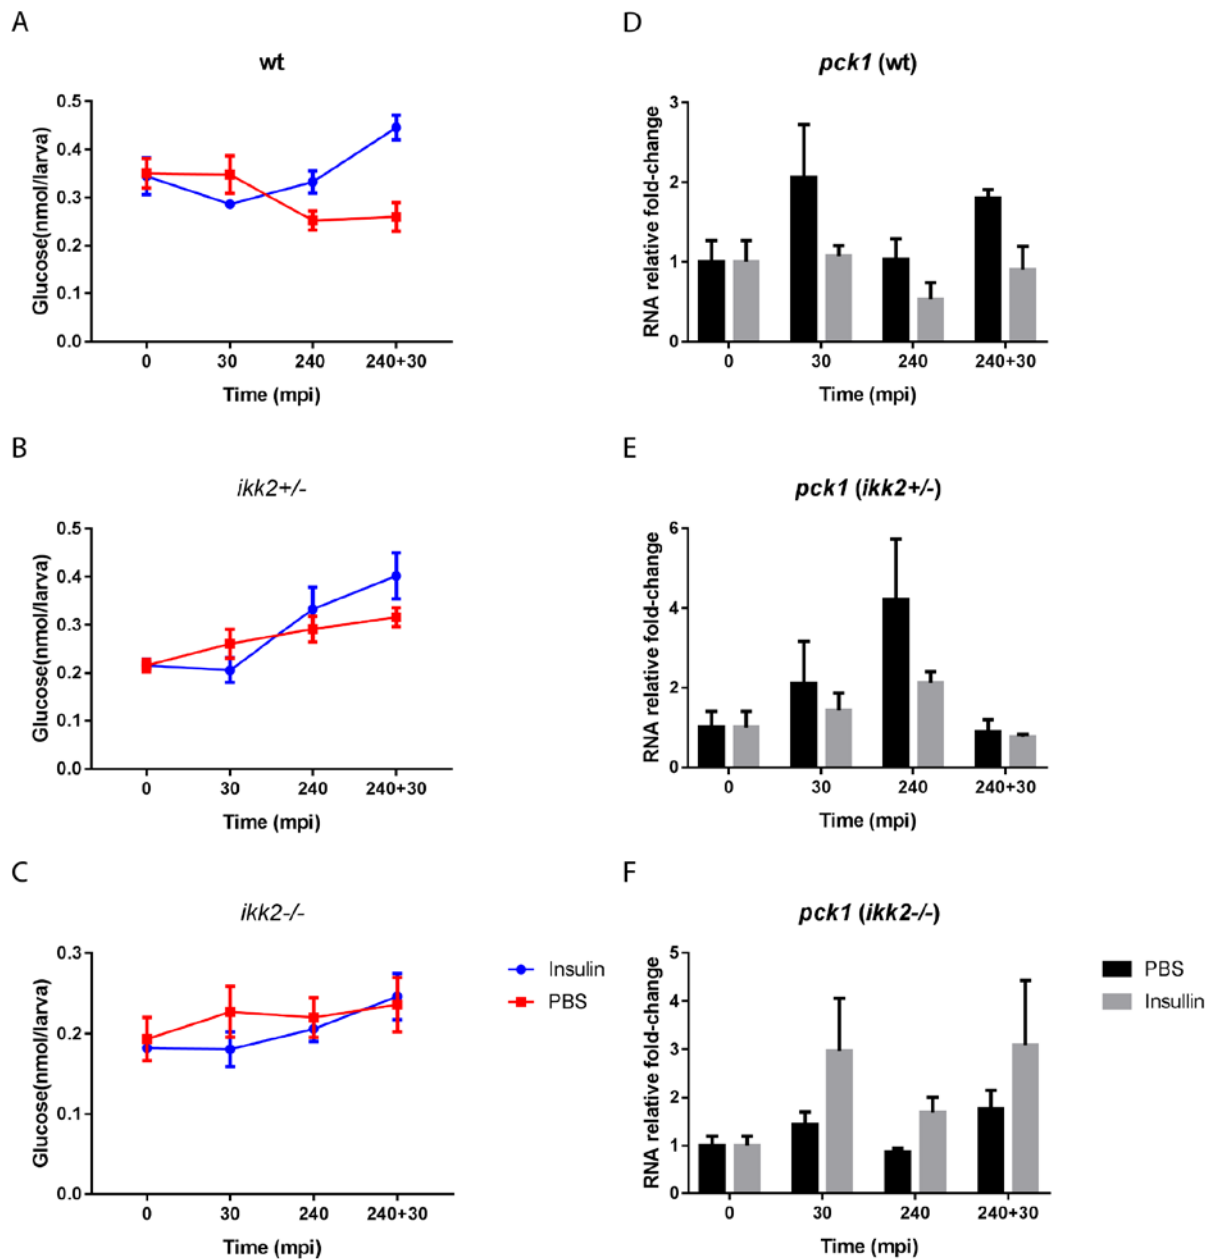 A
wt
Glucose(nmol/larva)
0.5
0.4
0.3
0.2
0.1
0.0
0 30 240 240+30
Time (mpi)
D
pck1 (wt)
RNA relative fold-change
3
2
1
0
0 30 240 240+30
Time (mpi)
B
ikk2+/-
Glucose(nmol/larva)
0.5
0.4
0.3
0.2
0.1
0.0
0 30 240 240+30
Time (mpi)
E
pck1 (ikk2+/-)
RNA relative fold-change
6
4
2
0
0 30 240 240+30
Time (mpi)
C
ikk2-/-
Glucose(nmol/larva)
0.3
0.2
0.1
0.0
0 30 240 240+30
Time (mpi)
Insulin
PBS
F
pck1 (ikk2-/-)
RNA relative fold-change
5
4
3
2
1
0
0 30 240 240+30
Time (mpi)
PBS
Insullin